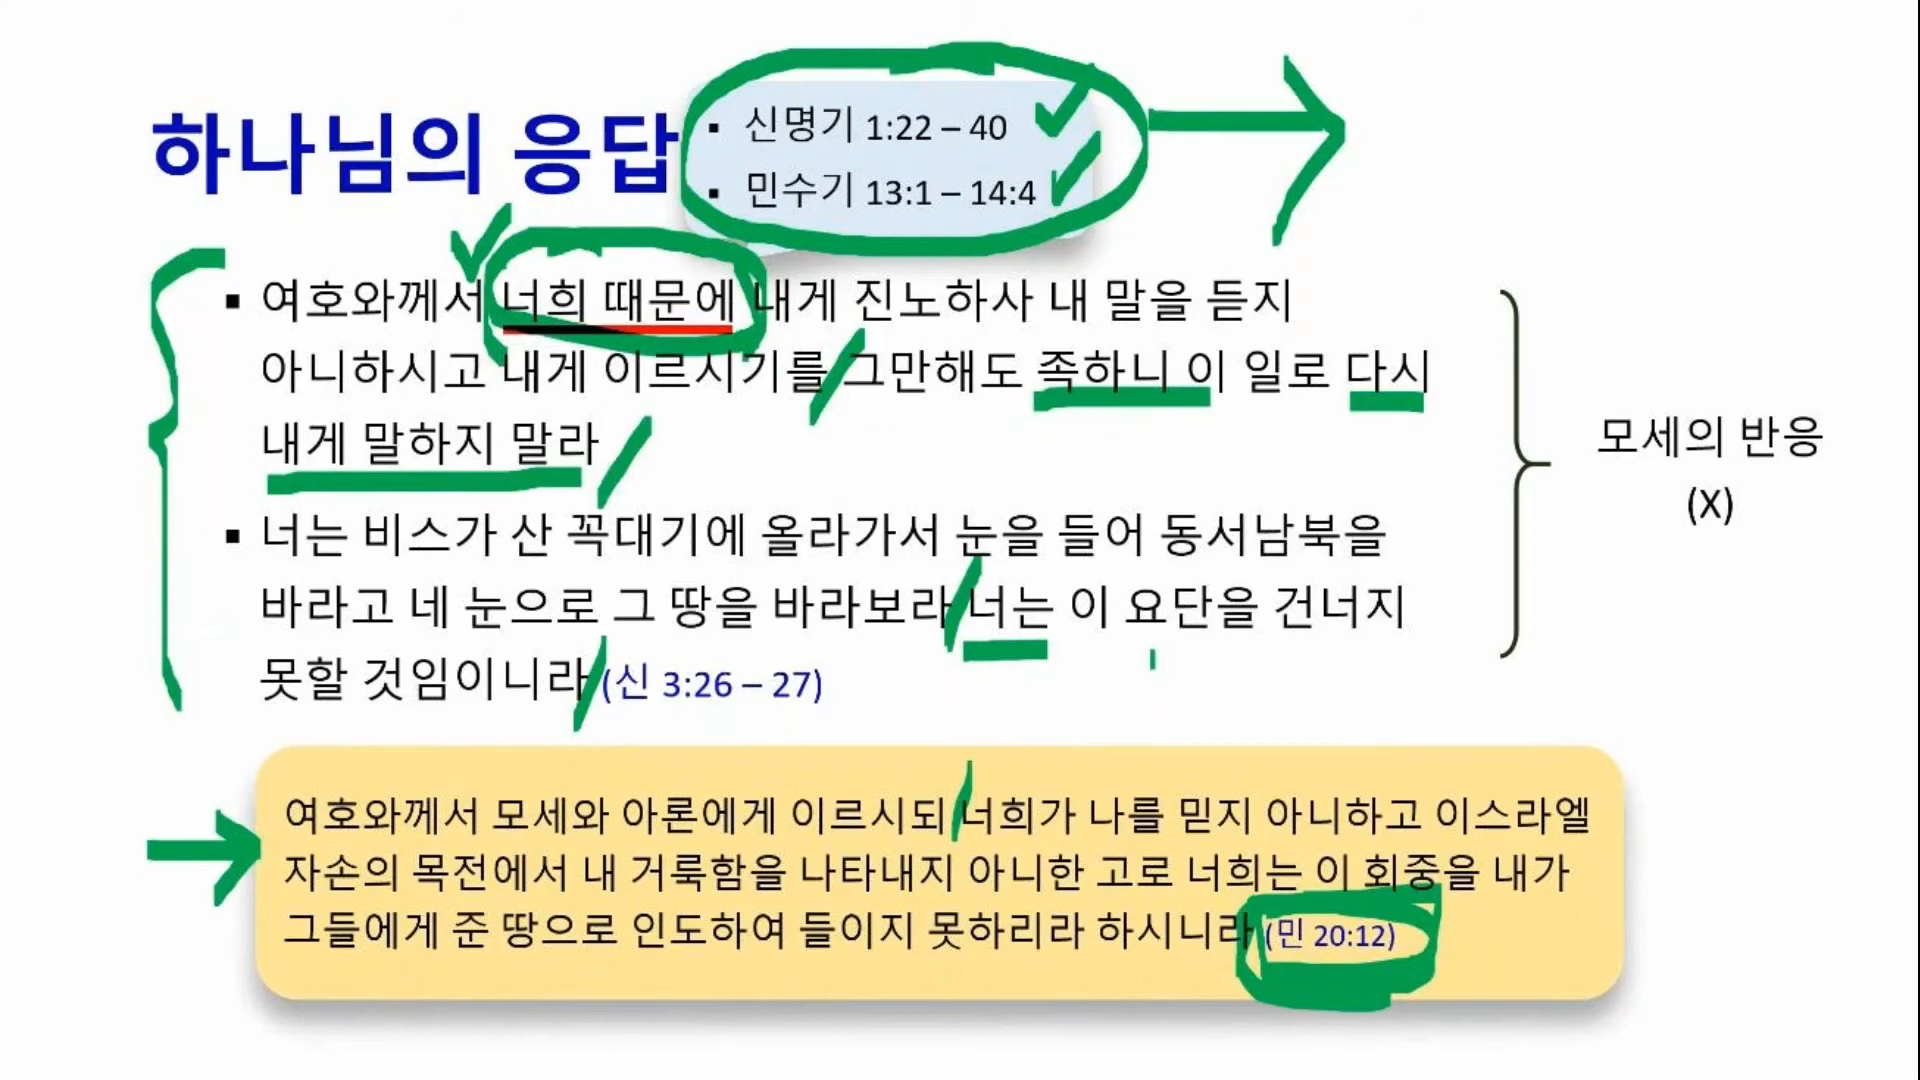 하나님의 응답
▪ 신명기 1:22 – 40
▪ 민수기 13:1 – 14:4
▪ 여호와께서 너희 때문에 내게 진노하사 내 말을 듣지
아니하시고 내게 이르시기를 그만해도 족하니 이 일로 다시
내게 말하지 말라
▪ 너는 비스가 산 꼭대기에 올라가서 눈을 들어 동서남북을
바라고 네 눈으로 그 땅을 바라보라 너는 이 요단을 건너지
못할 것임이니라 (신 3:26 – 27)
모세의 반응
(X)
여호와께서 모세와 아론에게 이르시되 너희가 나를 믿지 아니하고 이스라엘
자손의 목전에서 내 거룩함을 나타내지 아니한 고로 너희는 이 회중을 내가
그들에게 준 땅으로 인도하여 들이지 못하리라 하시니라 (민 20:12)